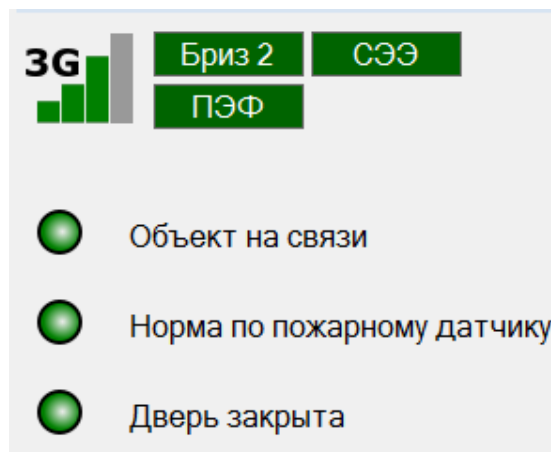 3G
Бриз 2 СЭЭ
ПЭФ
Объект на связи
Норма по пожарному датчику
Дверь закрыта